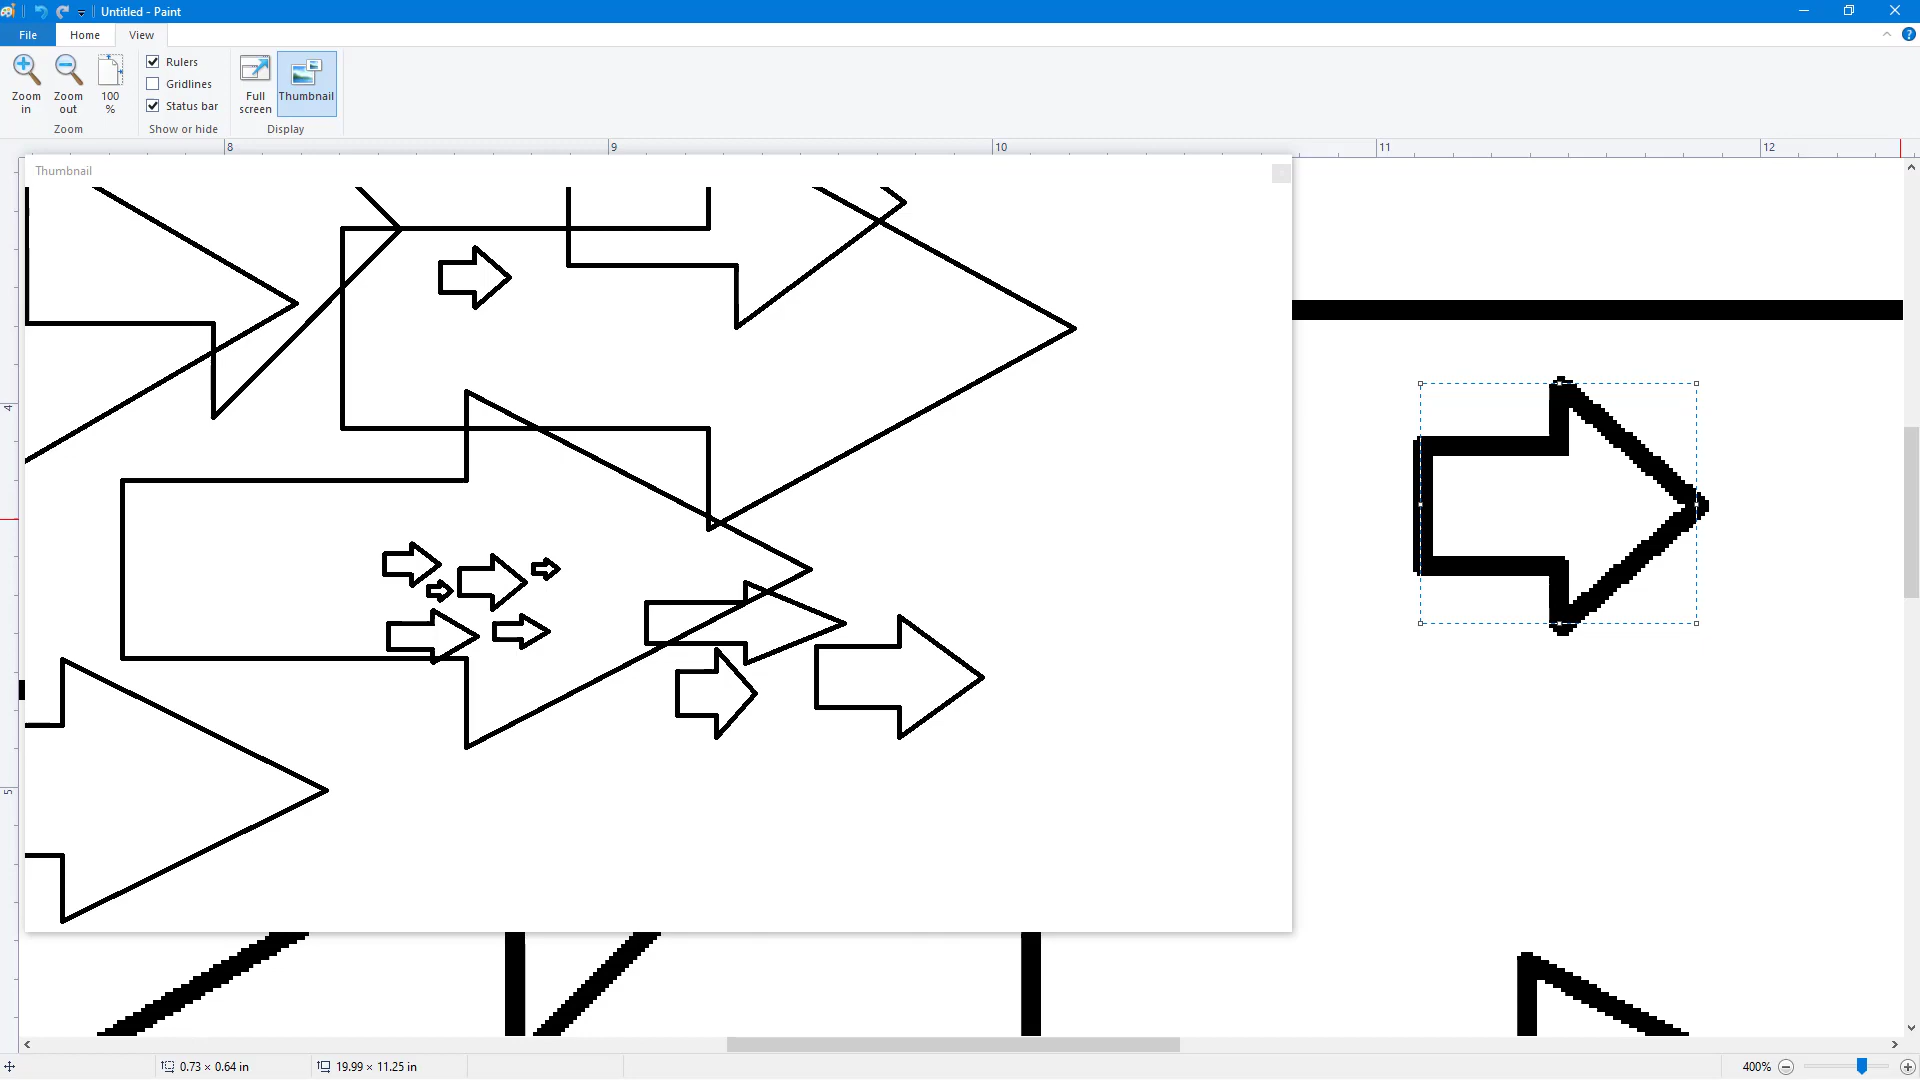 Untitled - Paint
File
Home
View
Zoom in
Zoom out
100 %
Zoom
Rulers
Gridlines
Status bar
Show or hide
Full screen
Thumbnail
Display
8
9
10
11
12
Thumbnail
4
5
0.73 × 0.64 in
19.99 × 11.25 in
400%